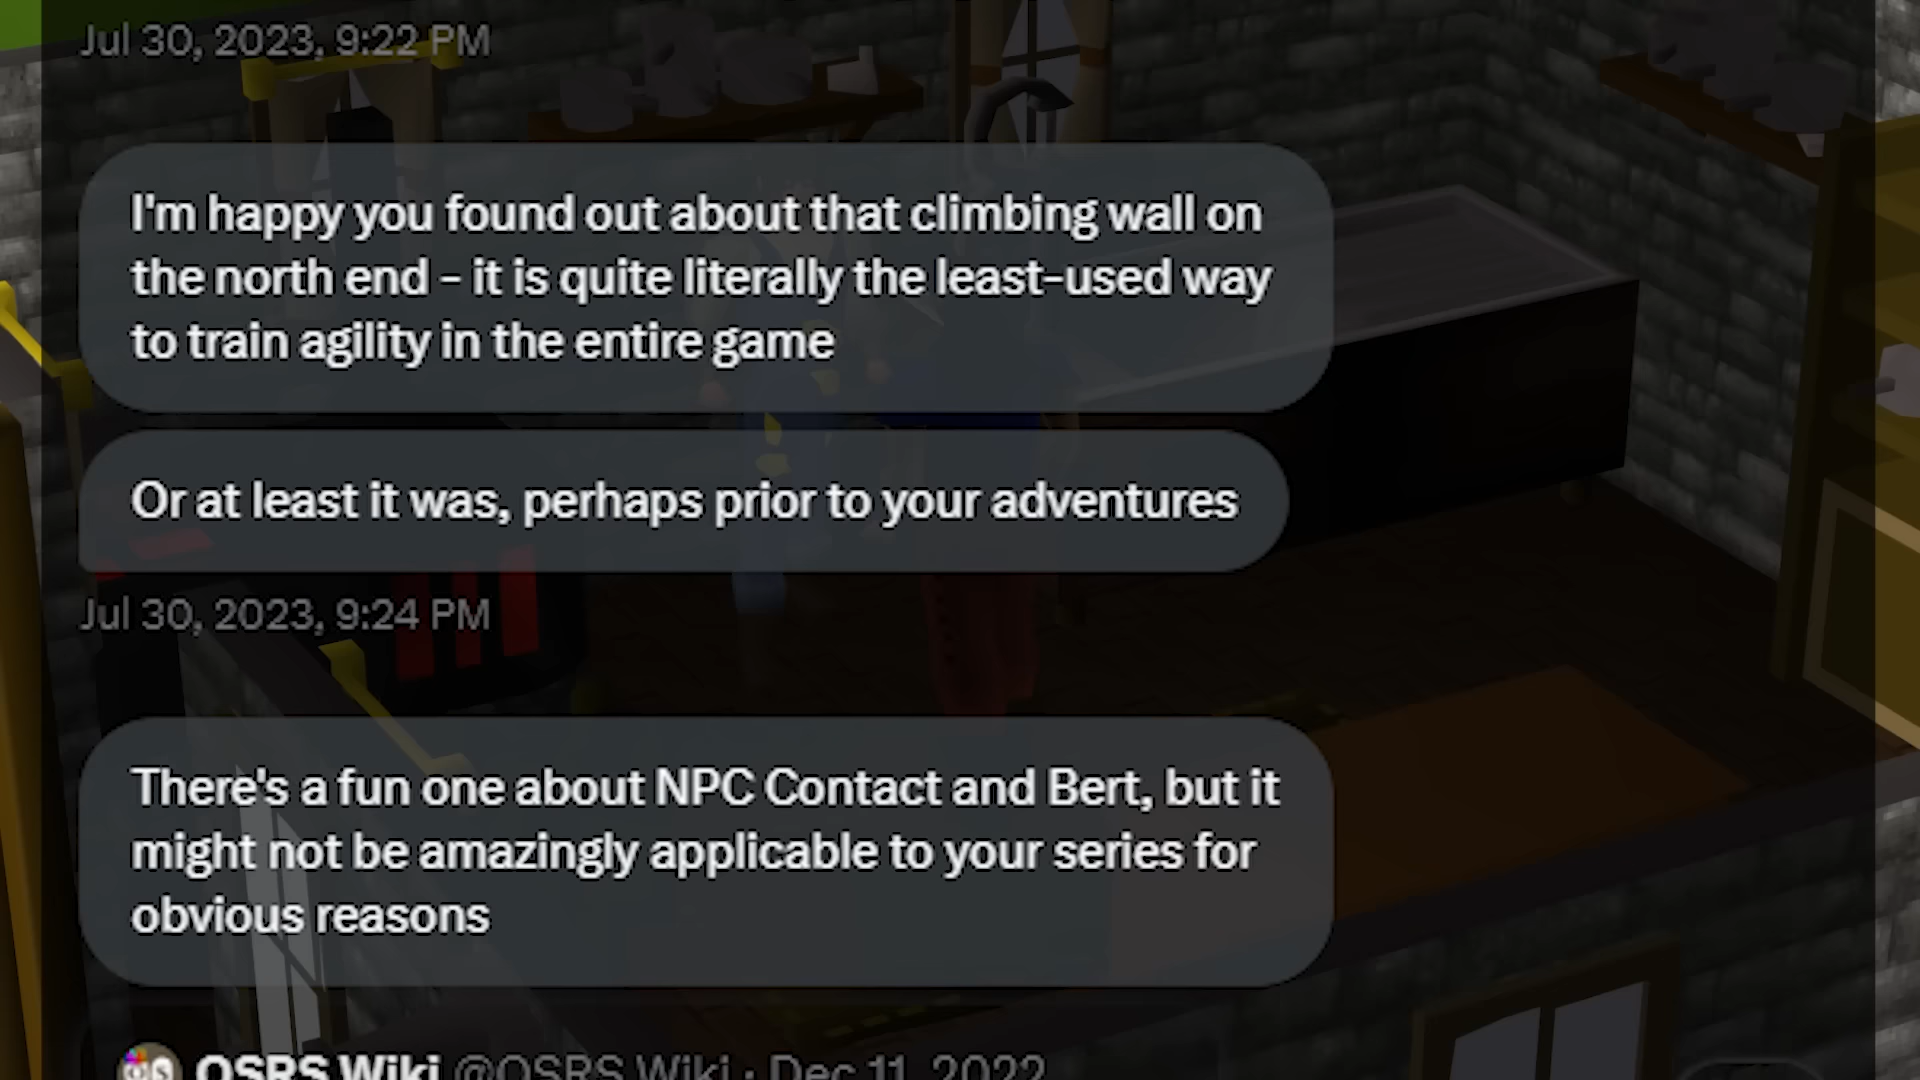 Jul 30, 2023, 9:22 PM
I'm happy you found out about that climbing wall on
the north end - it is quite literally the least-used way
to train agility in the entire game
Or at least it was, perhaps prior to your adventures
Jul 30, 2023, 9:24 PM
There's a fun one about NPC Contact and Bert, but it
might not be amazingly applicable to your series for
obvious reasons
OSRS Wiki @OSRS_Wiki · Dec 11, 2022